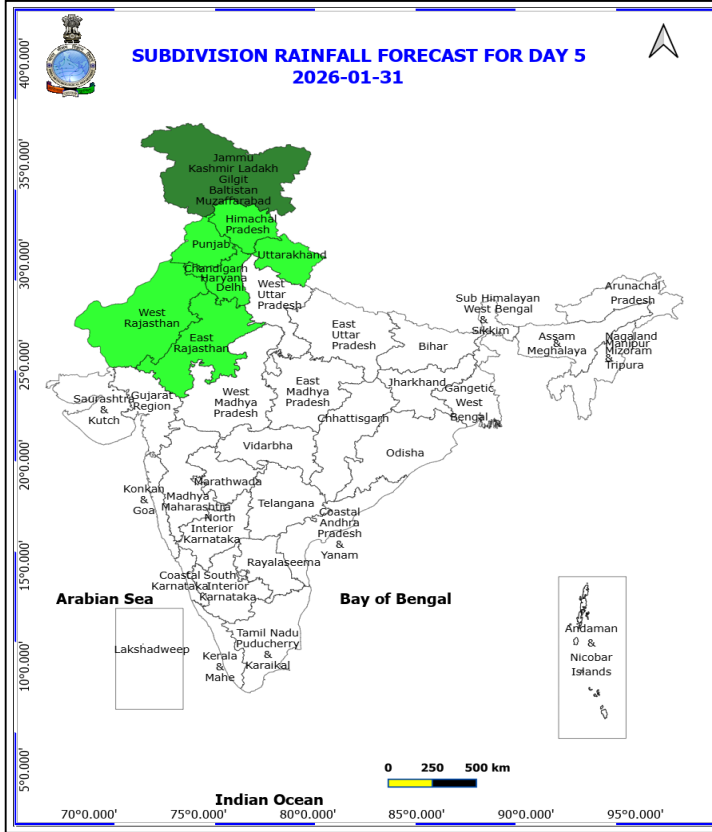 SUBDIVISION RAINFALL FORECAST FOR DAY 5
2026-01-31
40°0.000'
35°0.000'
30°0.000'
25°0.000'
20°0.000'
15°0.000'
10°0.000'
5°0.000'
Jammu
Kashmir Ladakh
Gilgit
Baltistan
Muzaffarabad
Himachal
Pradesh
Punjab
Uttarakhand
Chandigarh
Haryana
Delhi
West
Uttar
Pradesh
West
Rajasthan
East
Rajasthan
East
Uttar
Pradesh
Bihar
Sub Himalayan
West Bengal
&
Sikkim
Arunachal
Pradesh
Assam
&
Meghalaya
Nagaland
Manipur
Mizoram
&
Tripura
Saurashtra
&
Kutch
Gujarat
Region
West
Madhya
Pradesh
East
Madhya
Pradesh
Jharkhand
Gangetic
West
Bengal
Chhattisgarh
Odisha
Vidarbha
Konkan
&
Goa
Madhya
Maharashtra
Marathwada
Telangana
North
Interior
Karnataka
Coastal
Andhra
Pradesh
&
Yanam
Rayalaseema
Coastal
Karnataka
South
Interior
Karnataka
Arabian Sea
Bay of Bengal
Lakshadweep
Kerala
&
Mahe
Tamil Nadu
Puducherry
&
Karaikal
Andaman
&
Nicobar
Islands
0 250 500 km
Indian Ocean
70°0.000' 75°0.000' 80°0.000' 85°0.000' 90°0.000' 95°0.000'